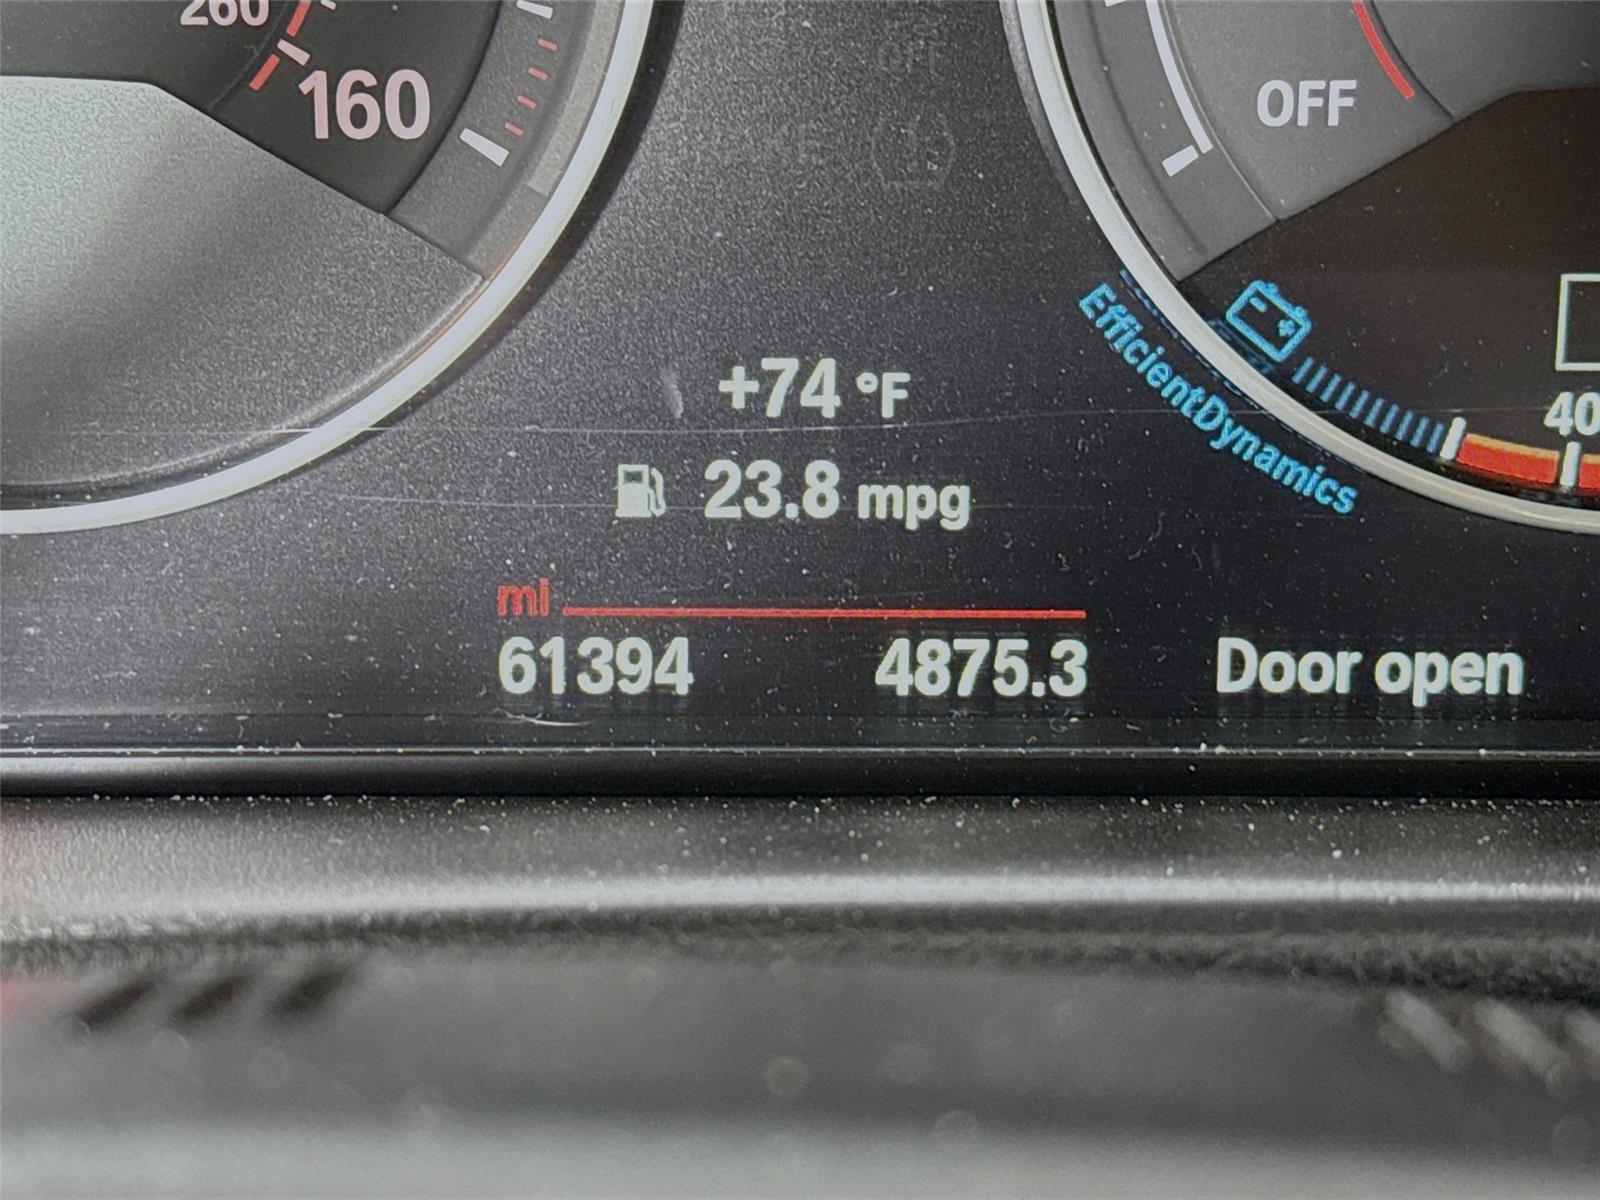 260
160
OFF
+74 °F
EfficientDynamics
40
23.8 mpg
mi
61394 4875.3 Door open